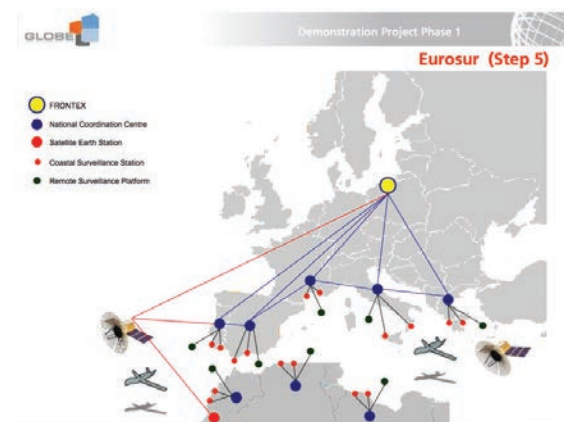 GLOBE
Demonstration Project Phase 1
Eurosur (Step 5)
FRONTEX
National Coordination Centre
Satellite Earth Station
Coastal Surveillance Station
Remote Surveillance Platform